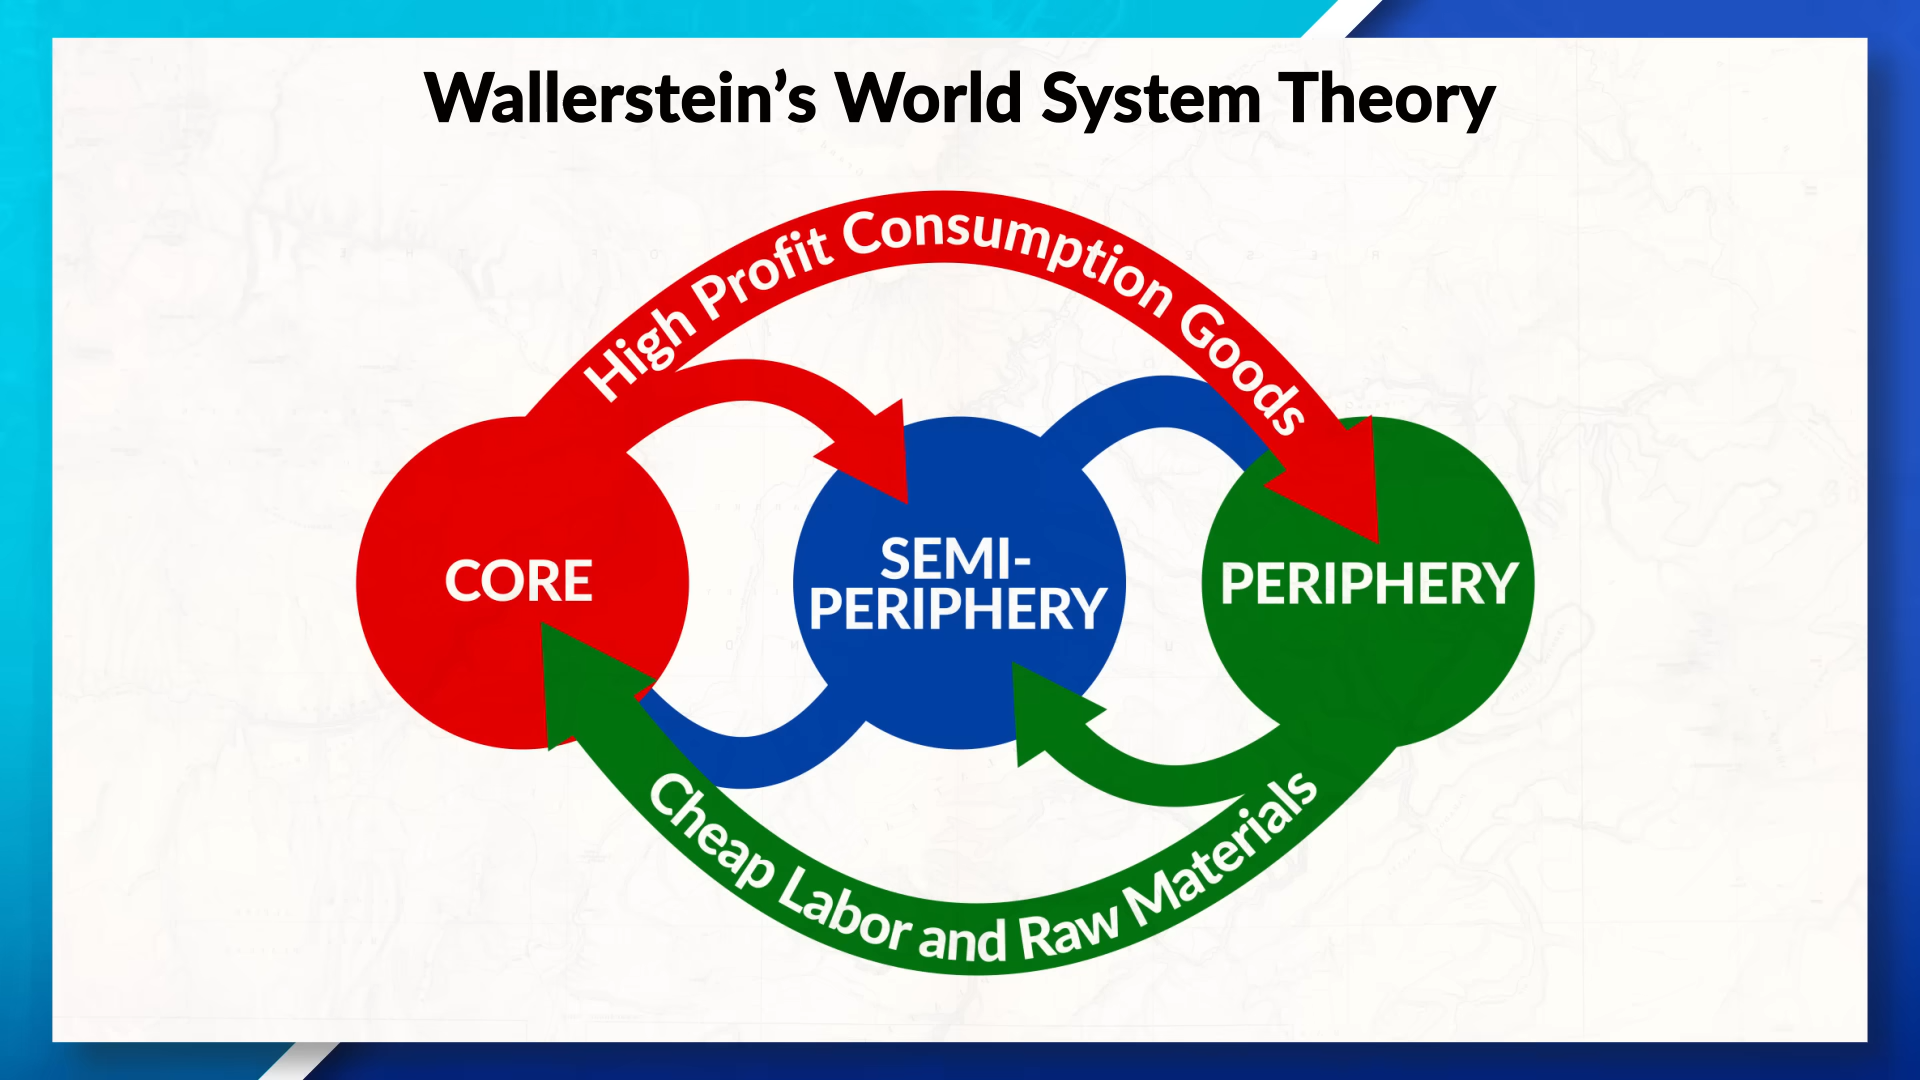 Wallerstein’s World System Theory
High Profit Consumption Goods
CORE
SEMI-
PERIPHERY
PERIPHERY
Cheap Labor and Raw Materials